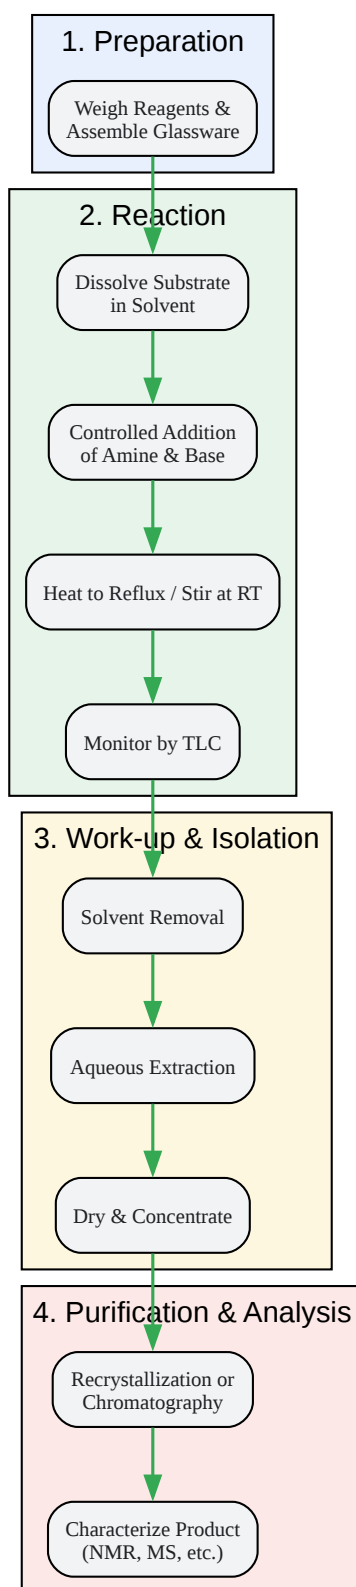 1. Preparation
Weigh Reagents &
Assemble Glassware
2. Reaction
Dissolve Substrate
in Solvent
Controlled Addition
of Amine & Base
Heat to Reflux / Stir at RT
Monitor by TLC
3. Work-up & Isolation
Solvent Removal
Aqueous Extraction
Dry & Concentrate
4. Purification & Analysis
Recrystallization or
Chromatography
Characterize Product
(NMR, MS, etc.)